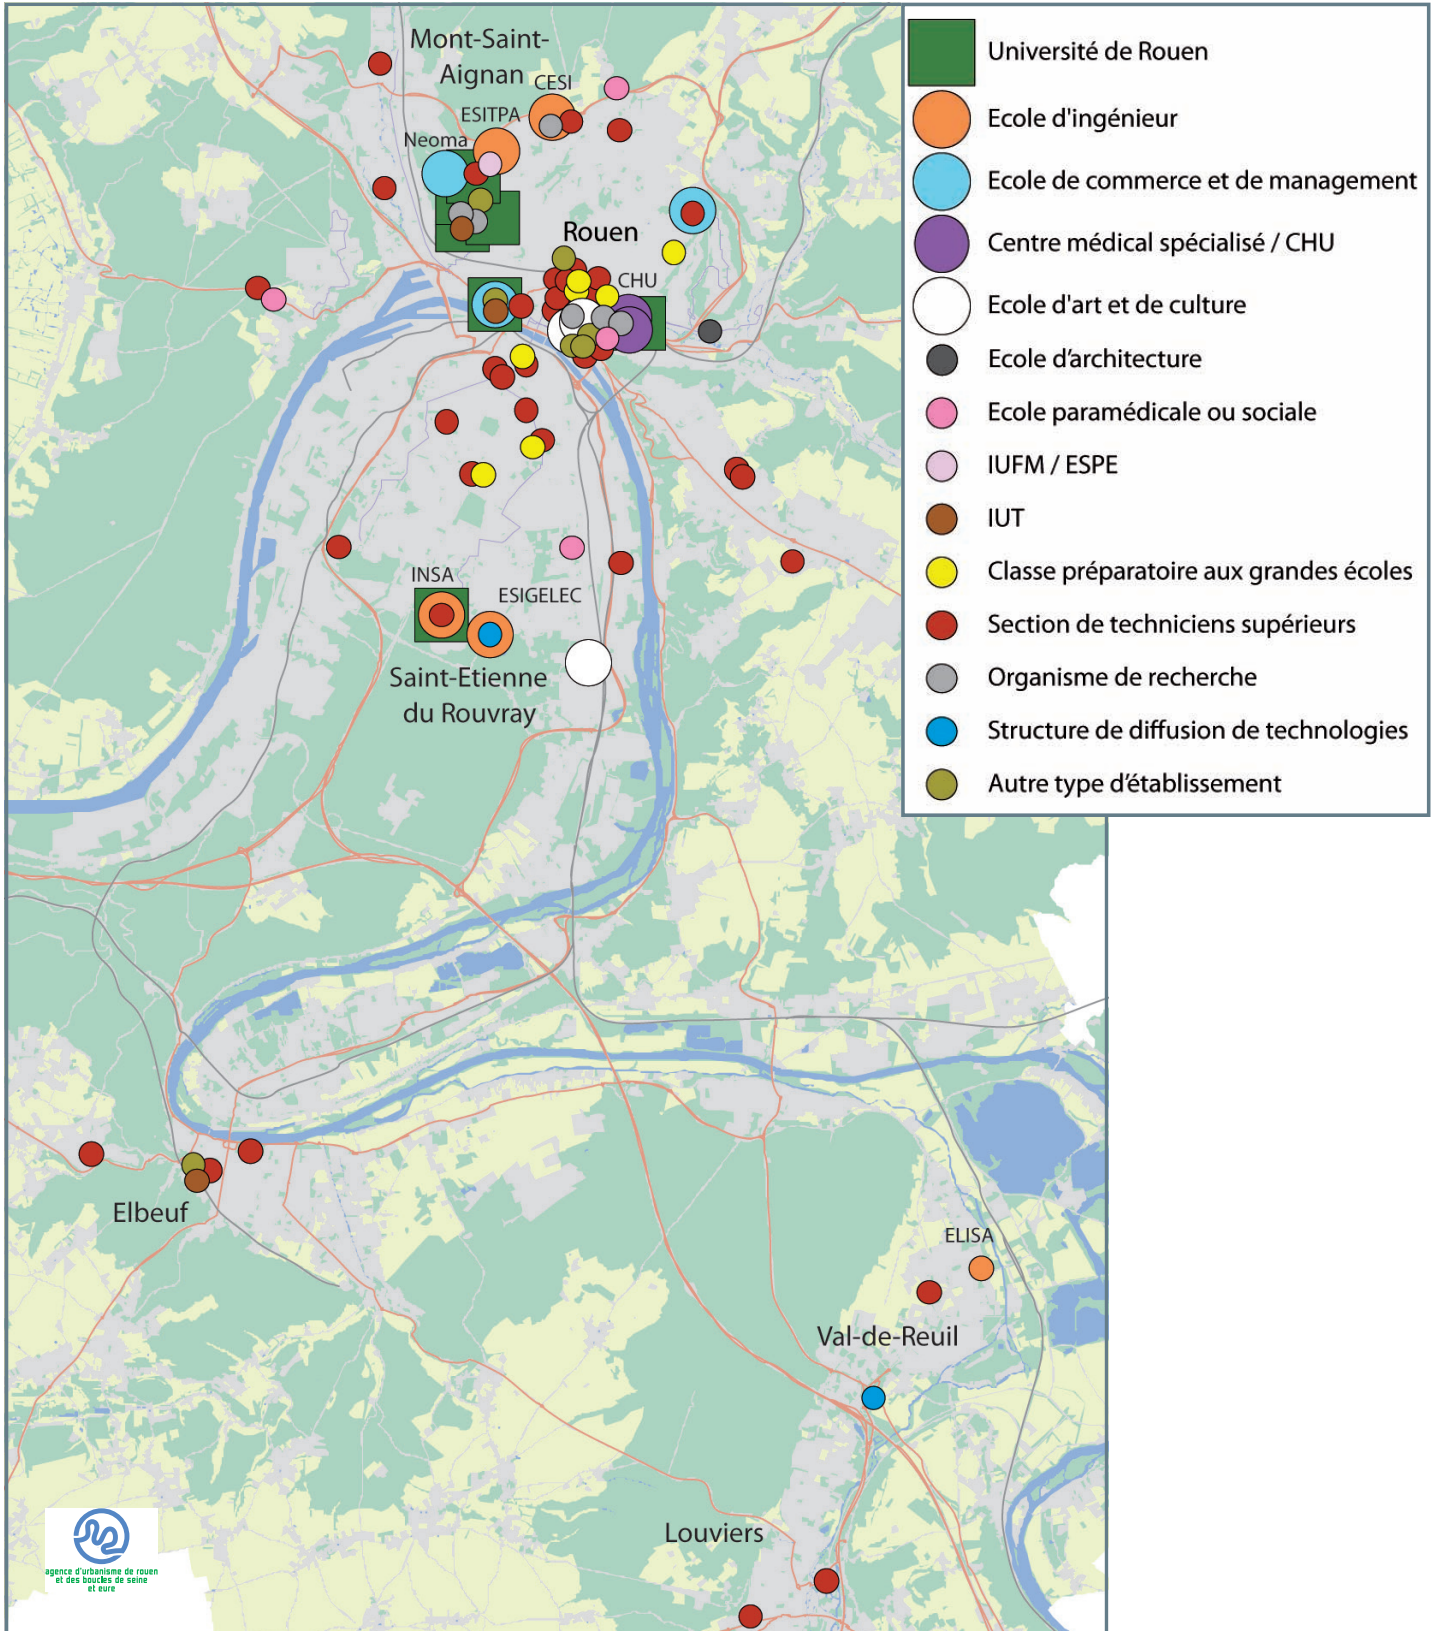 Mont-Saint-
Aignan
CESI
ESITPA
Neoma
Rouen
CHU
INSA
ESIGELEC
Saint-Etienne
du Rouvray
Elbeuf
ELISA
Val-de-Reuil
Louviers
agence d'urbanisme de rouen
et des boucles de seine
et eure
Université de Rouen
Ecole d'ingénieur
Ecole de commerce et de management
Centre médical spécialisé / CHU
Ecole d'art et de culture
Ecole d’architecture
Ecole paramédicale ou sociale
IUFM / ESPE
IUT
Classe préparatoire aux grandes écoles
Section de techniciens supérieurs
Organisme de recherche
Structure de diffusion de technologies
Autre type d’établissement